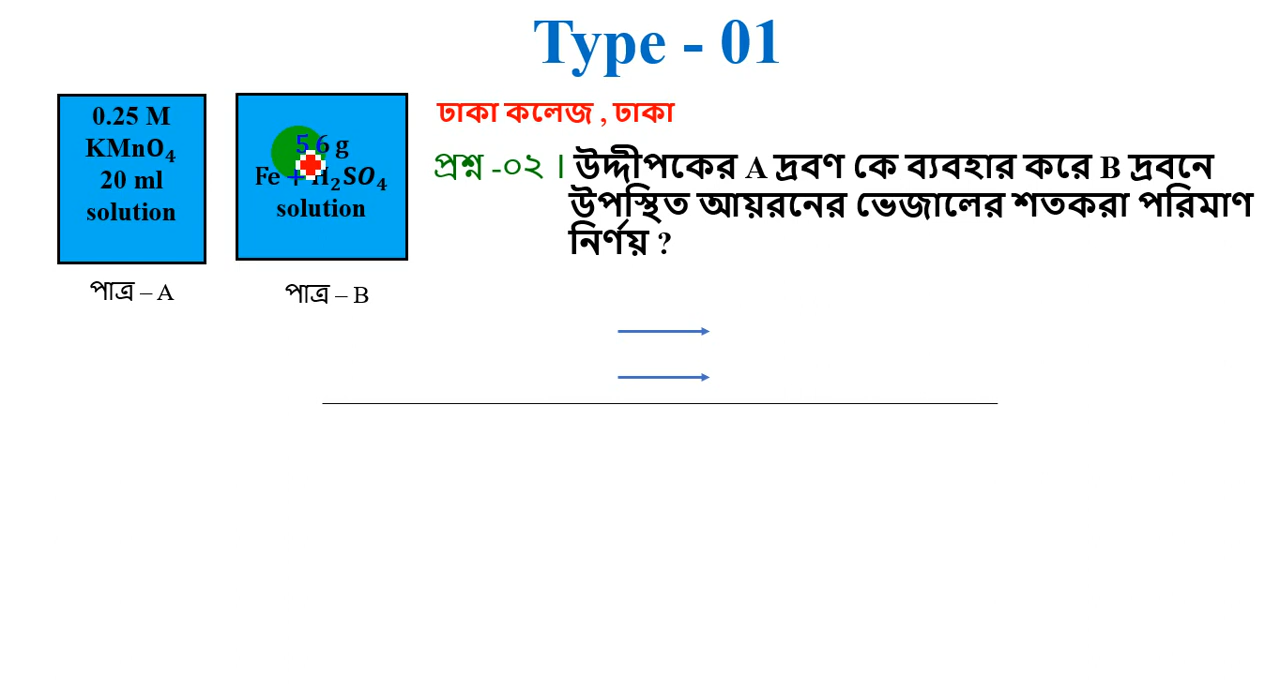 Type - 01
0.25 M
KMnO₄
20 ml
solution
পাত্র – A
5 6 g
Fe + H₂SO₄
solution
পাত্র – B
ঢাকা কলেজ , ঢাকা
প্রশ্ন -০২ । উদ্দীপকের A দ্রবণ কে ব্যবহার করে B দ্রবনে
উপস্থিত আয়রনের ভেজালের শতকরা পরিমাণ
নির্ণয় ?